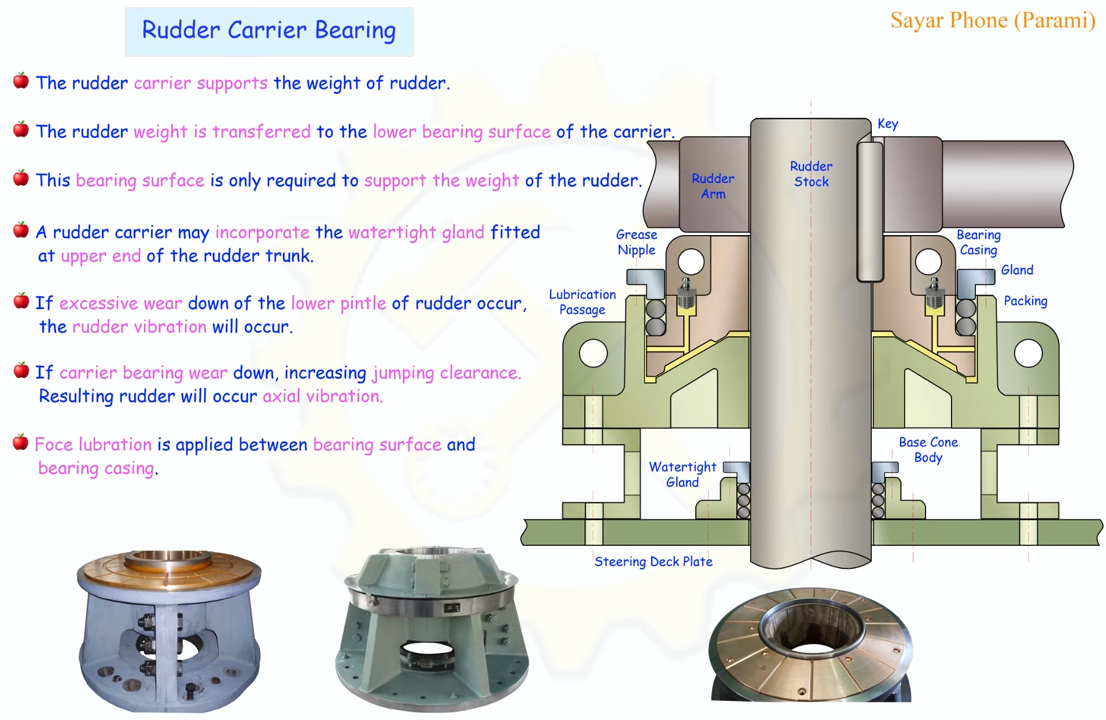 Rudder Carrier Bearing
Sayar Phone (Parami)
The rudder carrier supports the weight of rudder.
The rudder weight is transferred to the lower bearing surface of the carrier.
This bearing surface is only required to support the weight of the rudder.
A rudder carrier may incorporate the watertight gland fitted
at upper end of the rudder trunk.
If excessive wear down of the lower pintle of rudder occur,
the rudder vibration will occur.
If carrier bearing wear down, increasing jumping clearance.
Resulting rudder will occur axial vibration.
Foce lubration is applied between bearing surface and
bearing casing.
Key
Rudder
Stock
Rudder
Arm
Grease
Nipple
Bearing
Casing
Gland
Lubrication
Passage
Packing
Base Cone
Body
Watertight
Gland
Steering Deck Plate